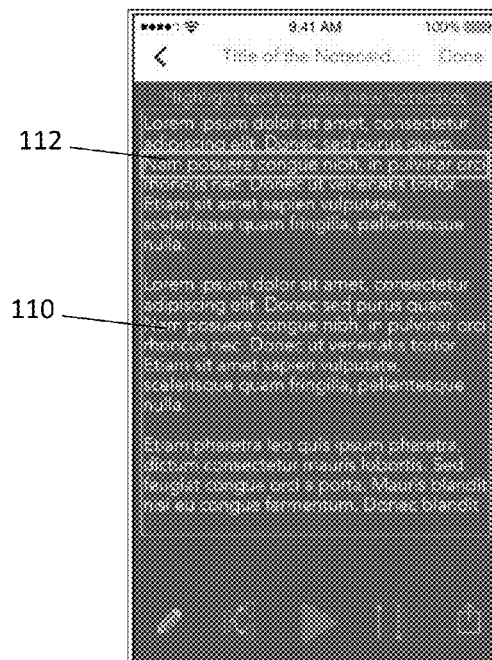 9:41 AM 100%
Title of the Notecard... Done
Lorem ipsum dolor sit amet, consectetur
adipiscing elit. Donec sed purus quam
posuere congue nibh, in pulvinar orci
rhoncus nec. Donec ut venenatis tortor.
Etiam sit amet sapien vulputate,
scelerisque quam fringilla, pellentesque
nulla.
Lorem ipsum dolor sit amet, consectetur
adipiscing elit. Donec sed purus quam
posuere congue nibh, in pulvinar orci
rhoncus nec. Donec ut venenatis tortor.
Etiam sit amet sapien vulputate,
scelerisque quam fringilla, pellentesque
nulla.
Etiam pharetra leo quis ipsum pharetra,
dictum consectetur mauris lobortis. Sed
feugiat congue orci a porta. Mauris blandit
nisi eu congue fermentum. Donec blandit
112
110